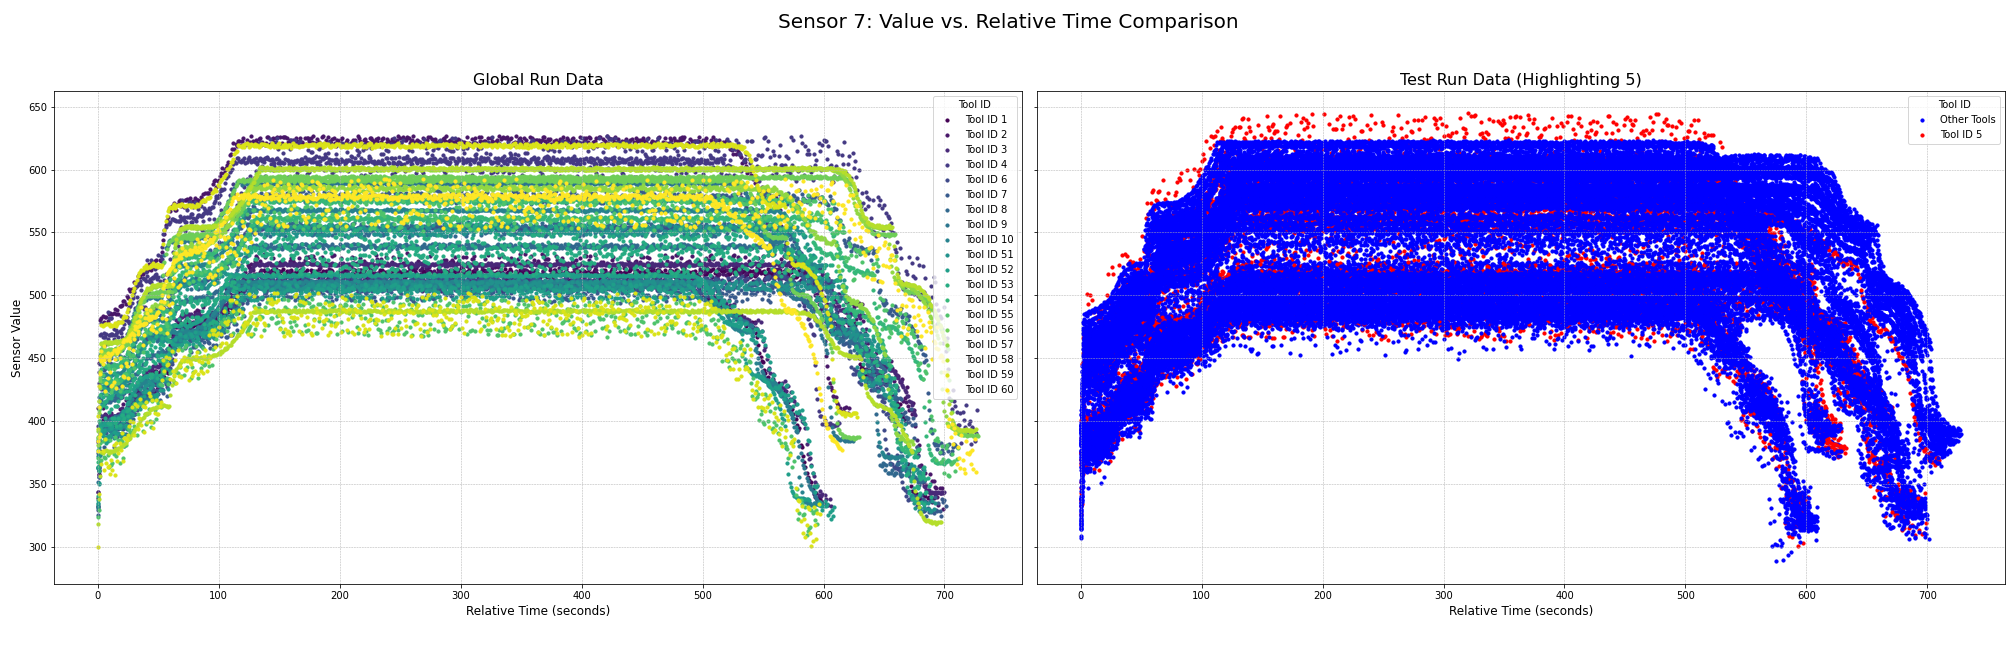 Sensor 7: Value vs. Relative Time Comparison
Global Run Data
Sensor Value
650
600
550
500
450
400
350
300
0 100 200 300 400 500 600 700
Relative Time (seconds)
Tool ID
Tool ID 1
Tool ID 2
Tool ID 3
Tool ID 4
Tool ID 6
Tool ID 7
Tool ID 8
Tool ID 9
Tool ID 10
Tool ID 51
Tool ID 52
Tool ID 53
Tool ID 54
Tool ID 55
Tool ID 56
Tool ID 57
Tool ID 58
Tool ID 59
Tool ID 60
Test Run Data (Highlighting 5)
Tool ID
Other Tools
Tool ID 5
0 100 200 300 400 500 600 700
Relative Time (seconds)